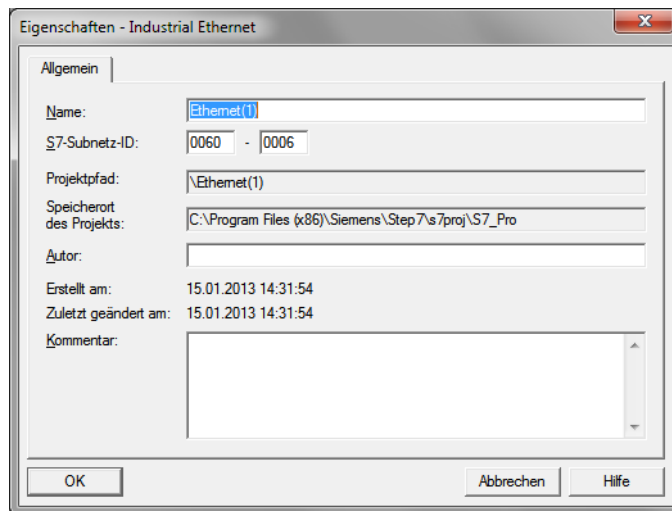 Eigenschaften - Industrial Ethernet
Allgemein
Name: Ethernet(1)
S7-Subnetz-ID: 0060 - 0006
Projektpfad: \Ethernet(1)
Speicherort
des Projekts: C:\Program Files (x86)\Siemens\Step7\s7proj\S7_Pro
Autor:
Erstellt am: 15.01.2013 14:31:54
Zuletzt geändert am: 15.01.2013 14:31:54
Kommentar:
OK Abbrechen Hilfe